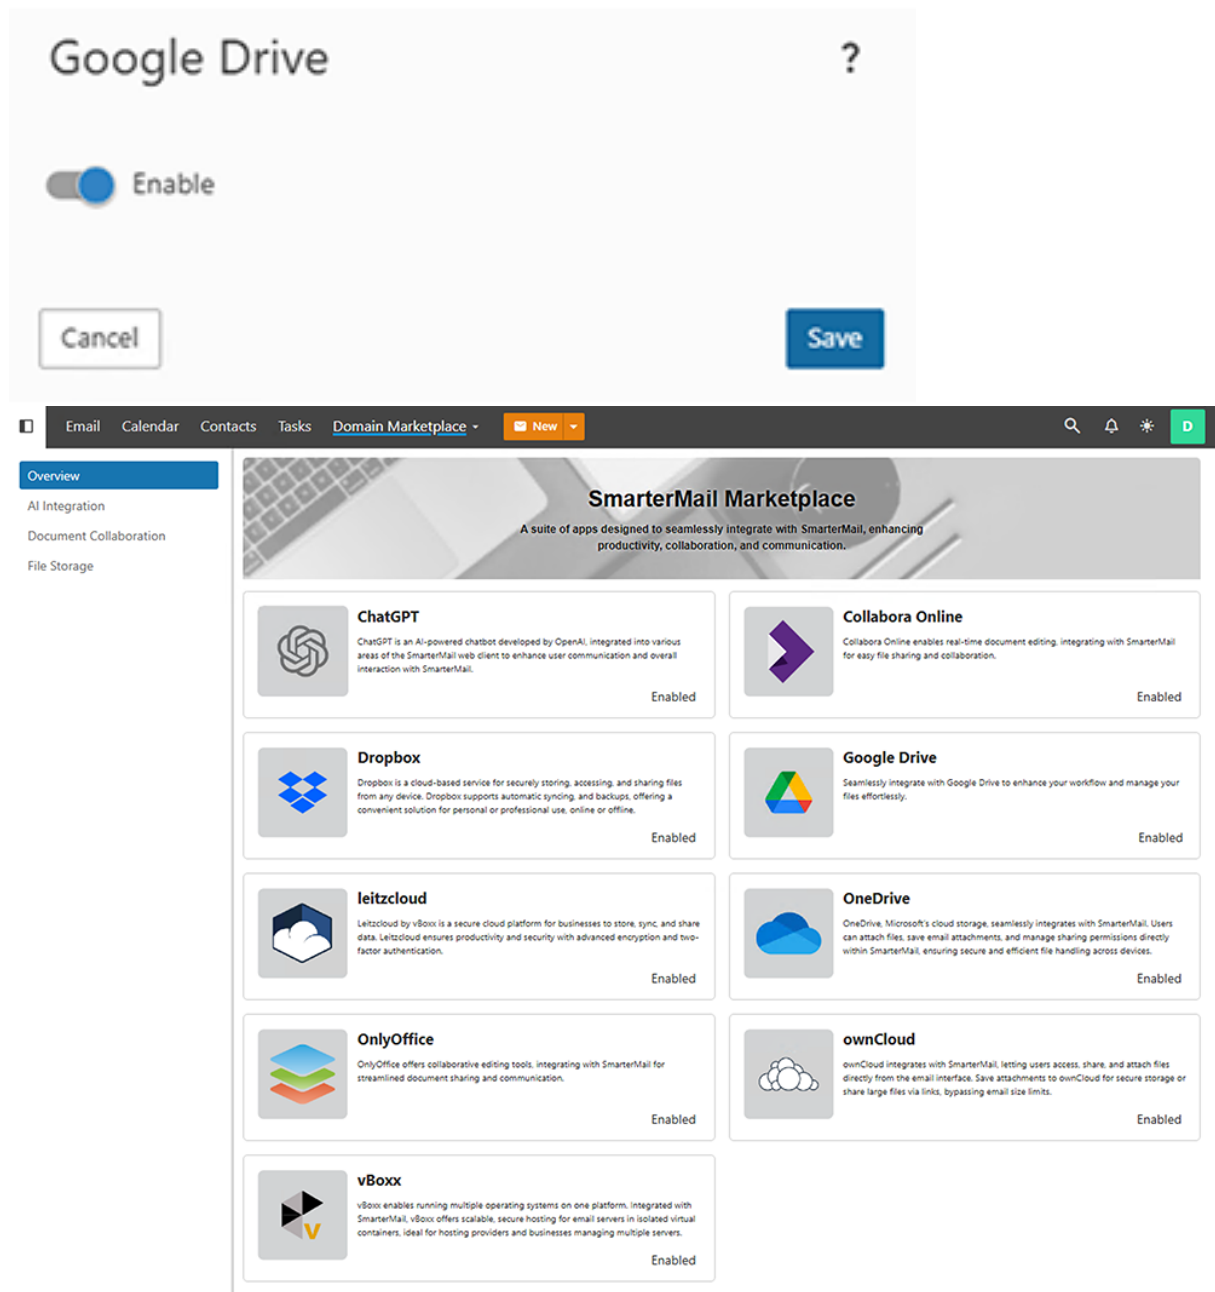 Google Drive ?
Enable
Cancel Save
Email Calendar Contacts Tasks Domain Marketplace New D
Overview
AI Integration
Document Collaboration
File Storage
SmarterMail Marketplace
A suite of apps designed to seamlessly integrate with SmarterMail, enhancing
productivity, collaboration, and communication.
ChatGPT
ChatGPT is an AI-powered chatbot developed by OpenAI, integrated into various
areas of the SmarterMail web client to enhance user communication and overall
interaction with SmarterMail.
Enabled
Collabora Online
Collabora Online enables real-time document editing, integrating with SmarterMail
for easy file sharing and collaboration.
Enabled
Dropbox
Dropbox is a cloud-based service for securely storing, accessing, and sharing files
from any device. Dropbox supports automatic syncing, and backups, offering a
convenient solution for personal or professional use, online or offline.
Enabled
Google Drive
Seamlessly integrate with Google Drive to enhance your workflow and manage your
files effortlessly.
Enabled
leitzcloud
Leitzcloud by vBoxx is a secure cloud platform for businesses to store, sync, and share
data. Leitzcloud ensures productivity and security with advanced encryption and two-
factor authentication.
Enabled
OneDrive
OneDrive, Microsoft's cloud storage, seamlessly integrates with SmarterMail. Users
can attach files, save email attachments, and manage sharing permissions directly
within SmarterMail, ensuring secure and efficient file handling across devices.
Enabled
OnlyOffice
OnlyOffice offers collaborative editing tools, integrating with SmarterMail for
streamlined document sharing and communication.
Enabled
ownCloud
ownCloud integrates with SmarterMail, letting users access, share, and attach files
directly from the email interface. Save attachments to ownCloud for secure storage or
share large files via links, bypassing email size limits.
Enabled
vBoxx
vBoxx enables running multiple operating systems on one platform. Integrated with
SmarterMail, vBoxx offers scalable, secure hosting for email servers in isolated virtual
containers, ideal for hosting providers and businesses managing multiple servers.
Enabled